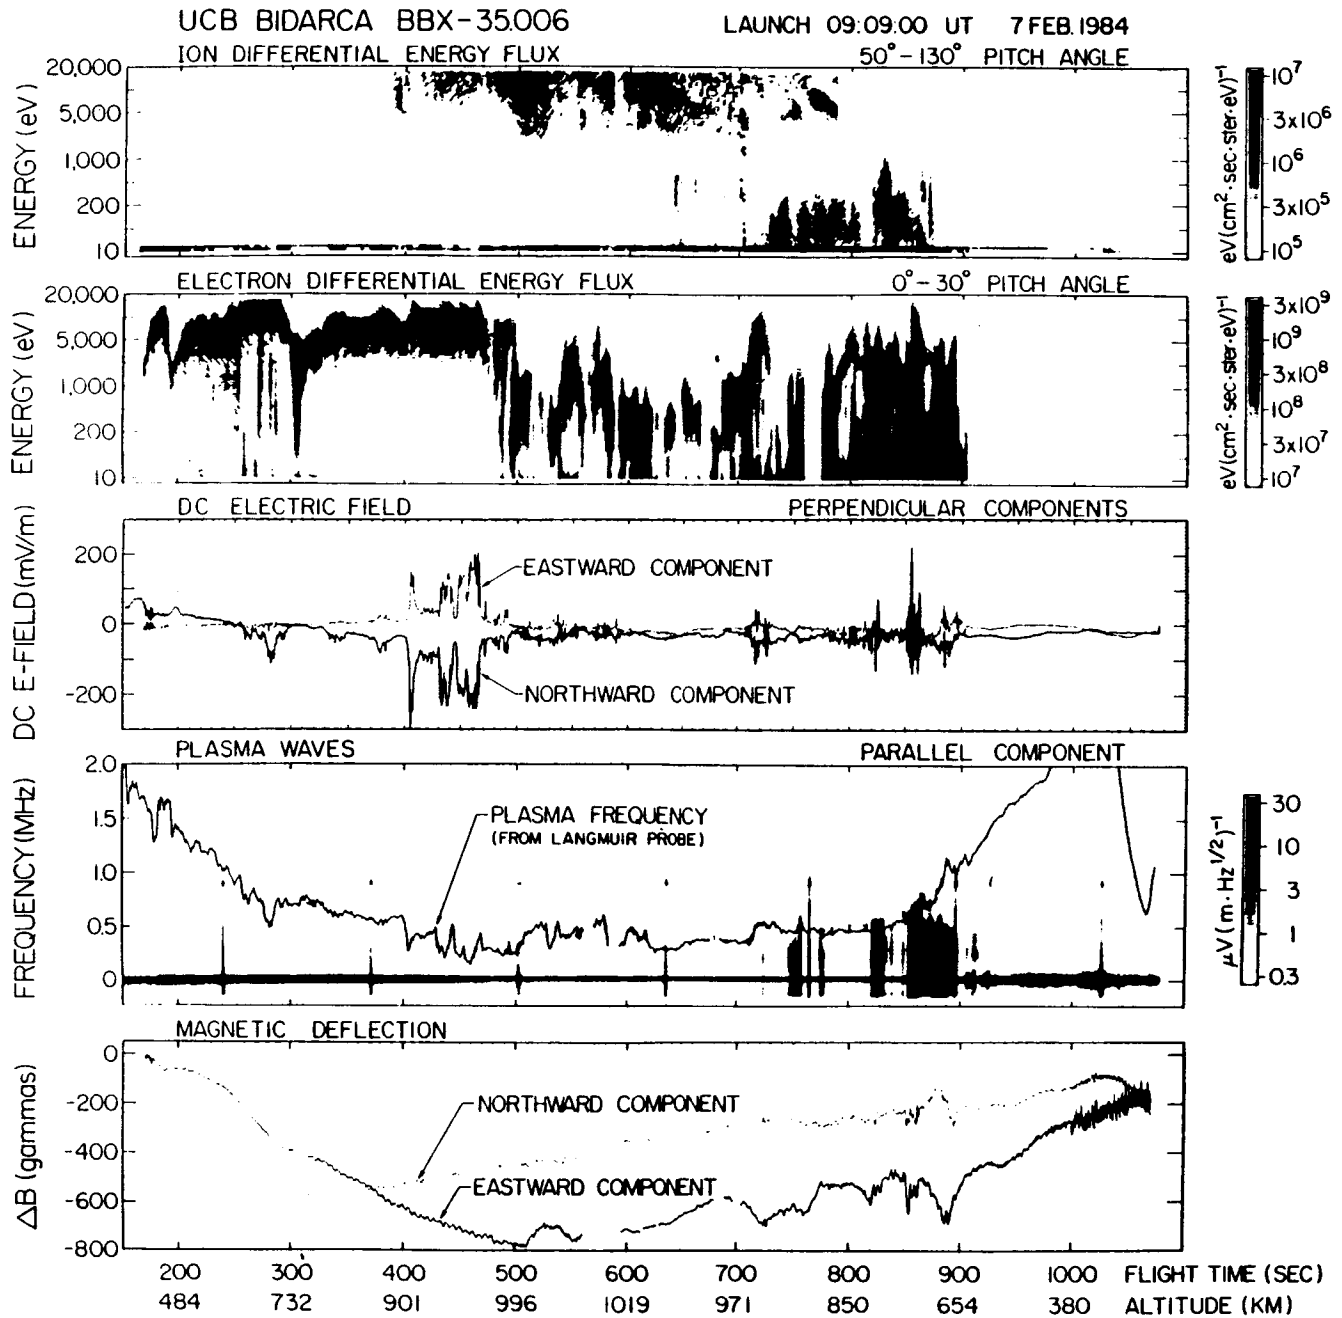 UCB BIDARCA BBX-35.006 LAUNCH 09:09:00 UT 7 FEB. 1984
ION DIFFERENTIAL ENERGY FLUX 50°-130° PITCH ANGLE
ENERGY (eV)
20,000
5,000
1,000
200
10
eV(cm²·sec·ster·eV)⁻¹
10⁷
3x10⁶
10⁶
3x10⁵
10⁵
ELECTRON DIFFERENTIAL ENERGY FLUX 0°-30° PITCH ANGLE
ENERGY (eV)
20,000
5,000
1,000
200
10
eV(cm²·sec·ster·eV)⁻¹
3x10⁹
10⁹
3x10⁸
10⁸
3x10⁷
10⁷
DC ELECTRIC FIELD PERPENDICULAR COMPONENTS
DC E-FIELD (mV/m)
200
0
-200
EASTWARD COMPONENT
NORTHWARD COMPONENT
PLASMA WAVES PARALLEL COMPONENT
FREQUENCY (MHz)
2.0
1.5
1.0
0.5
0
PLASMA FREQUENCY
(FROM LANGMUIR PROBE)
μV (m·Hz^1/2)⁻¹
30
10
3
1
0.3
MAGNETIC DEFLECTION
ΔB (gammas)
0
-200
-400
-600
-800
NORTHWARD COMPONENT
EASTWARD COMPONENT
200 300 400 500 600 700 800 900 1000 FLIGHT TIME (SEC)
484 732 901 996 1019 971 850 654 380 ALTITUDE (KM)